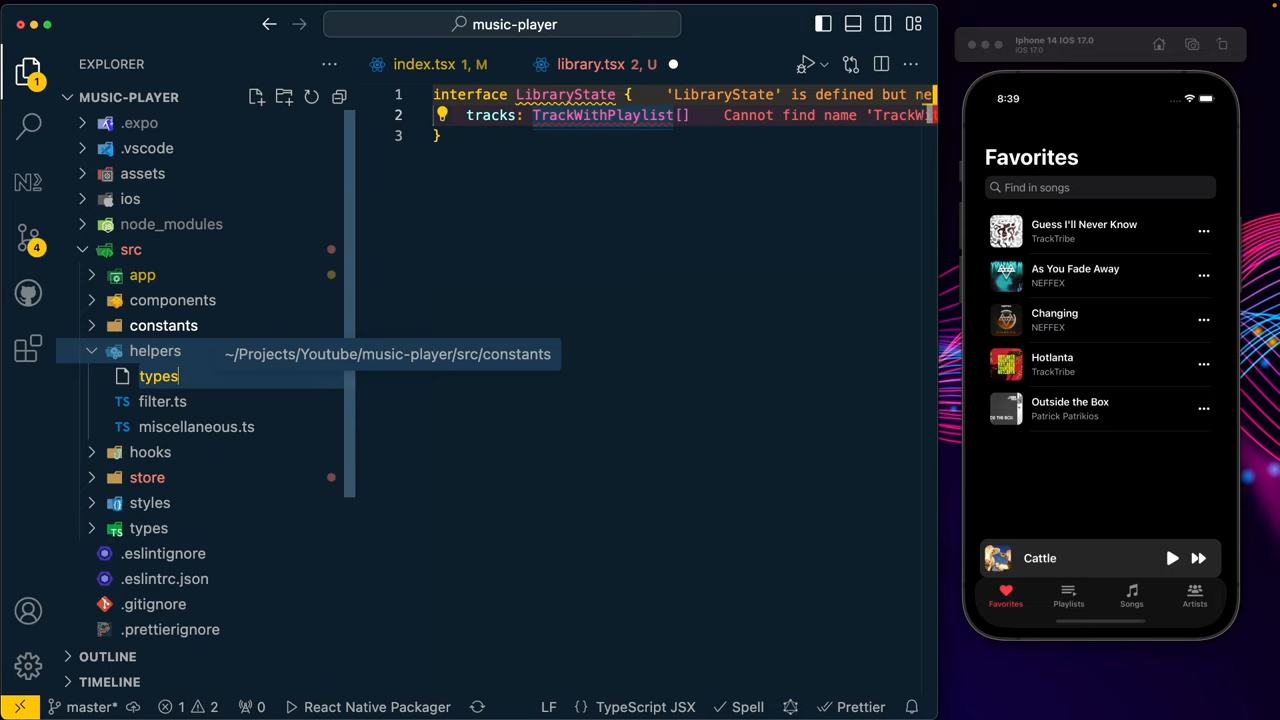 music-player
EXPLORER
MUSIC-PLAYER
.expo
.vscode
assets
ios
node_modules
src
app
components
constants
helpers
~/Projects/Youtube/music-player/src/constants
types
TS filter.ts
TS miscellaneous.ts
hooks
store
styles
types
.eslintignore
.eslintrc.json
.gitignore
.prettierignore
OUTLINE
TIMELINE
1
4
index.tsx 1, M
library.tsx 2, U
1 interface LibraryState { 'LibraryState' is defined but ne
2 tracks: TrackWithPlaylist[] Cannot find name 'TrackWi
3 }
master*
1 2
0
React Native Packager
LF
{} TypeScript JSX
Spell
Prettier
Iphone 14 IOS 17.0
iOS 17.0
8:39
Favorites
Find in songs
Guess I'll Never Know
TrackTribe
As You Fade Away
NEFFEX
Changing
NEFFEX
Hotlanta
TrackTribe
Outside the Box
Patrick Patrikios
Cattle
Favorites
Playlists
Songs
Artists